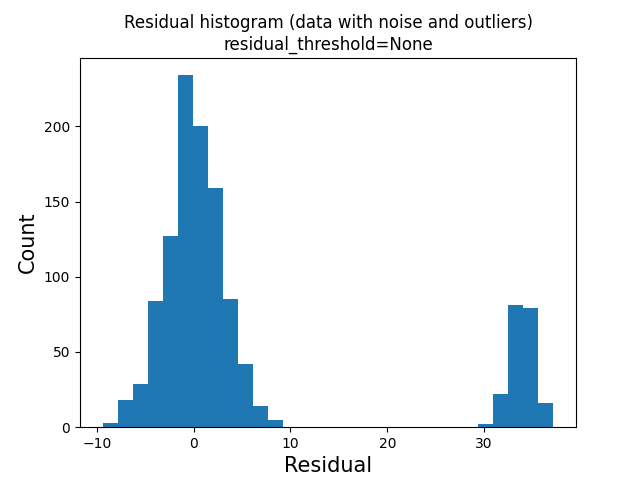 Residual histogram (data with noise and outliers)
residual_threshold=None
Count
200
150
100
50
0
−10
0
10
20
30
Residual